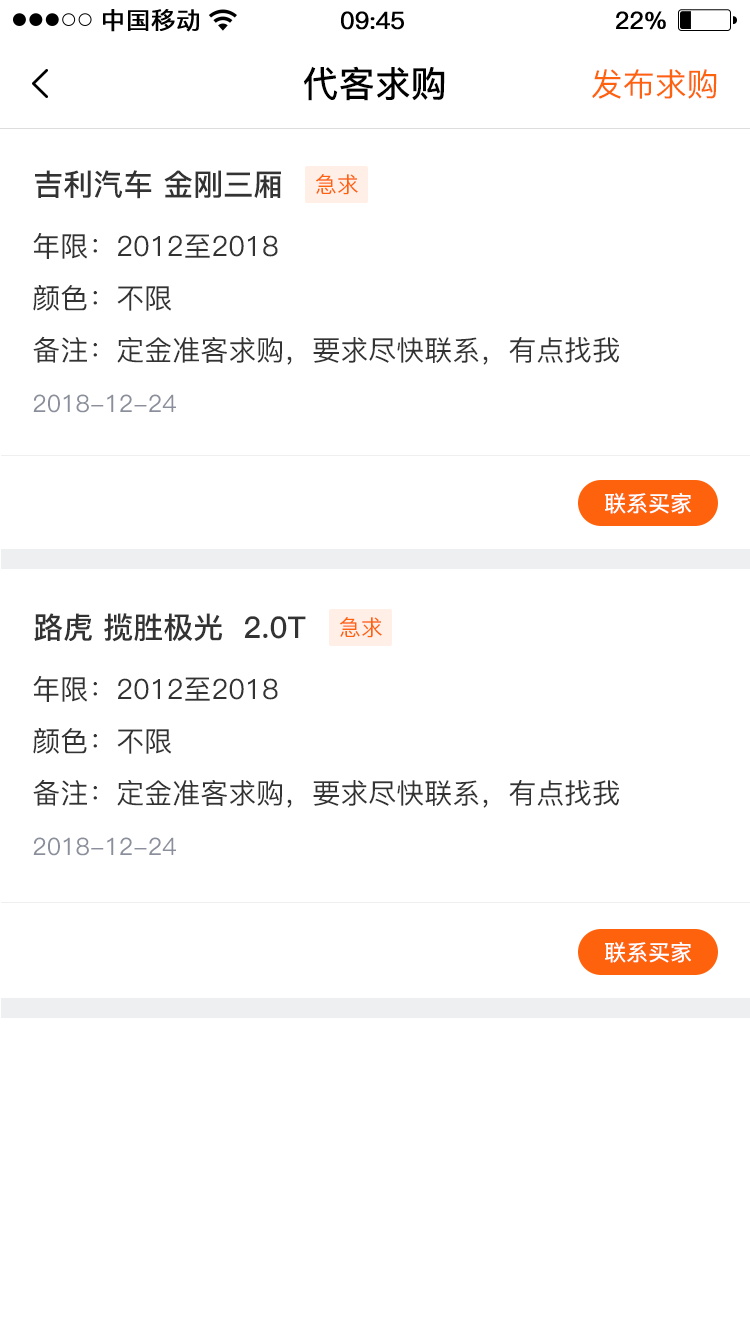 ●●●○○ 中国移动 09:45 22%
代客求购 发布求购
吉利汽车 金刚三厢 急求
年限：2012至2018
颜色：不限
备注：定金准客求购，要求尽快联系，有点找我
2018-12-24
联系买家
路虎 揽胜极光 2.0T 急求
年限：2012至2018
颜色：不限
备注：定金准客求购，要求尽快联系，有点找我
2018-12-24
联系买家